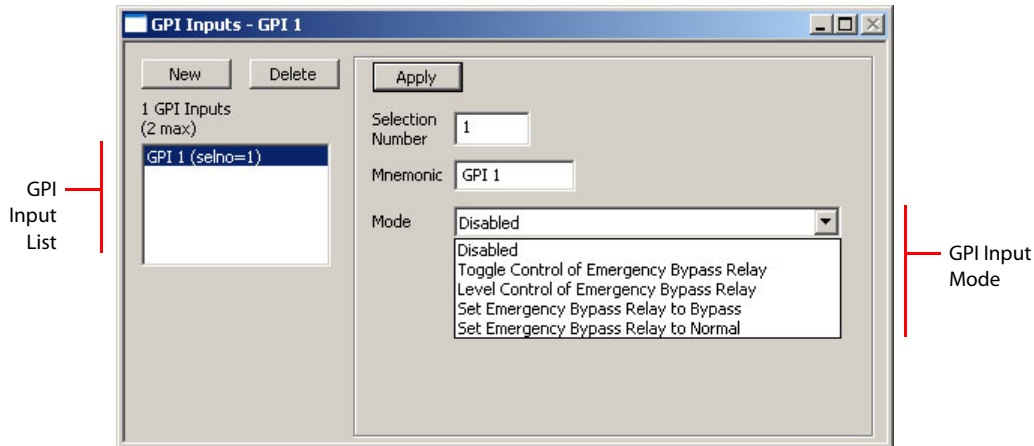 GPI Inputs - GPI 1
New
Delete
1 GPI Inputs
(2 max)
GPI 1 (selno=1)
Apply
Selection
Number
1
Mnemonic
GPI 1
Mode
Disabled
Disabled
Toggle Control of Emergency Bypass Relay
Level Control of Emergency Bypass Relay
Set Emergency Bypass Relay to Bypass
Set Emergency Bypass Relay to Normal
GPI
Input
List
GPI Input
Mode